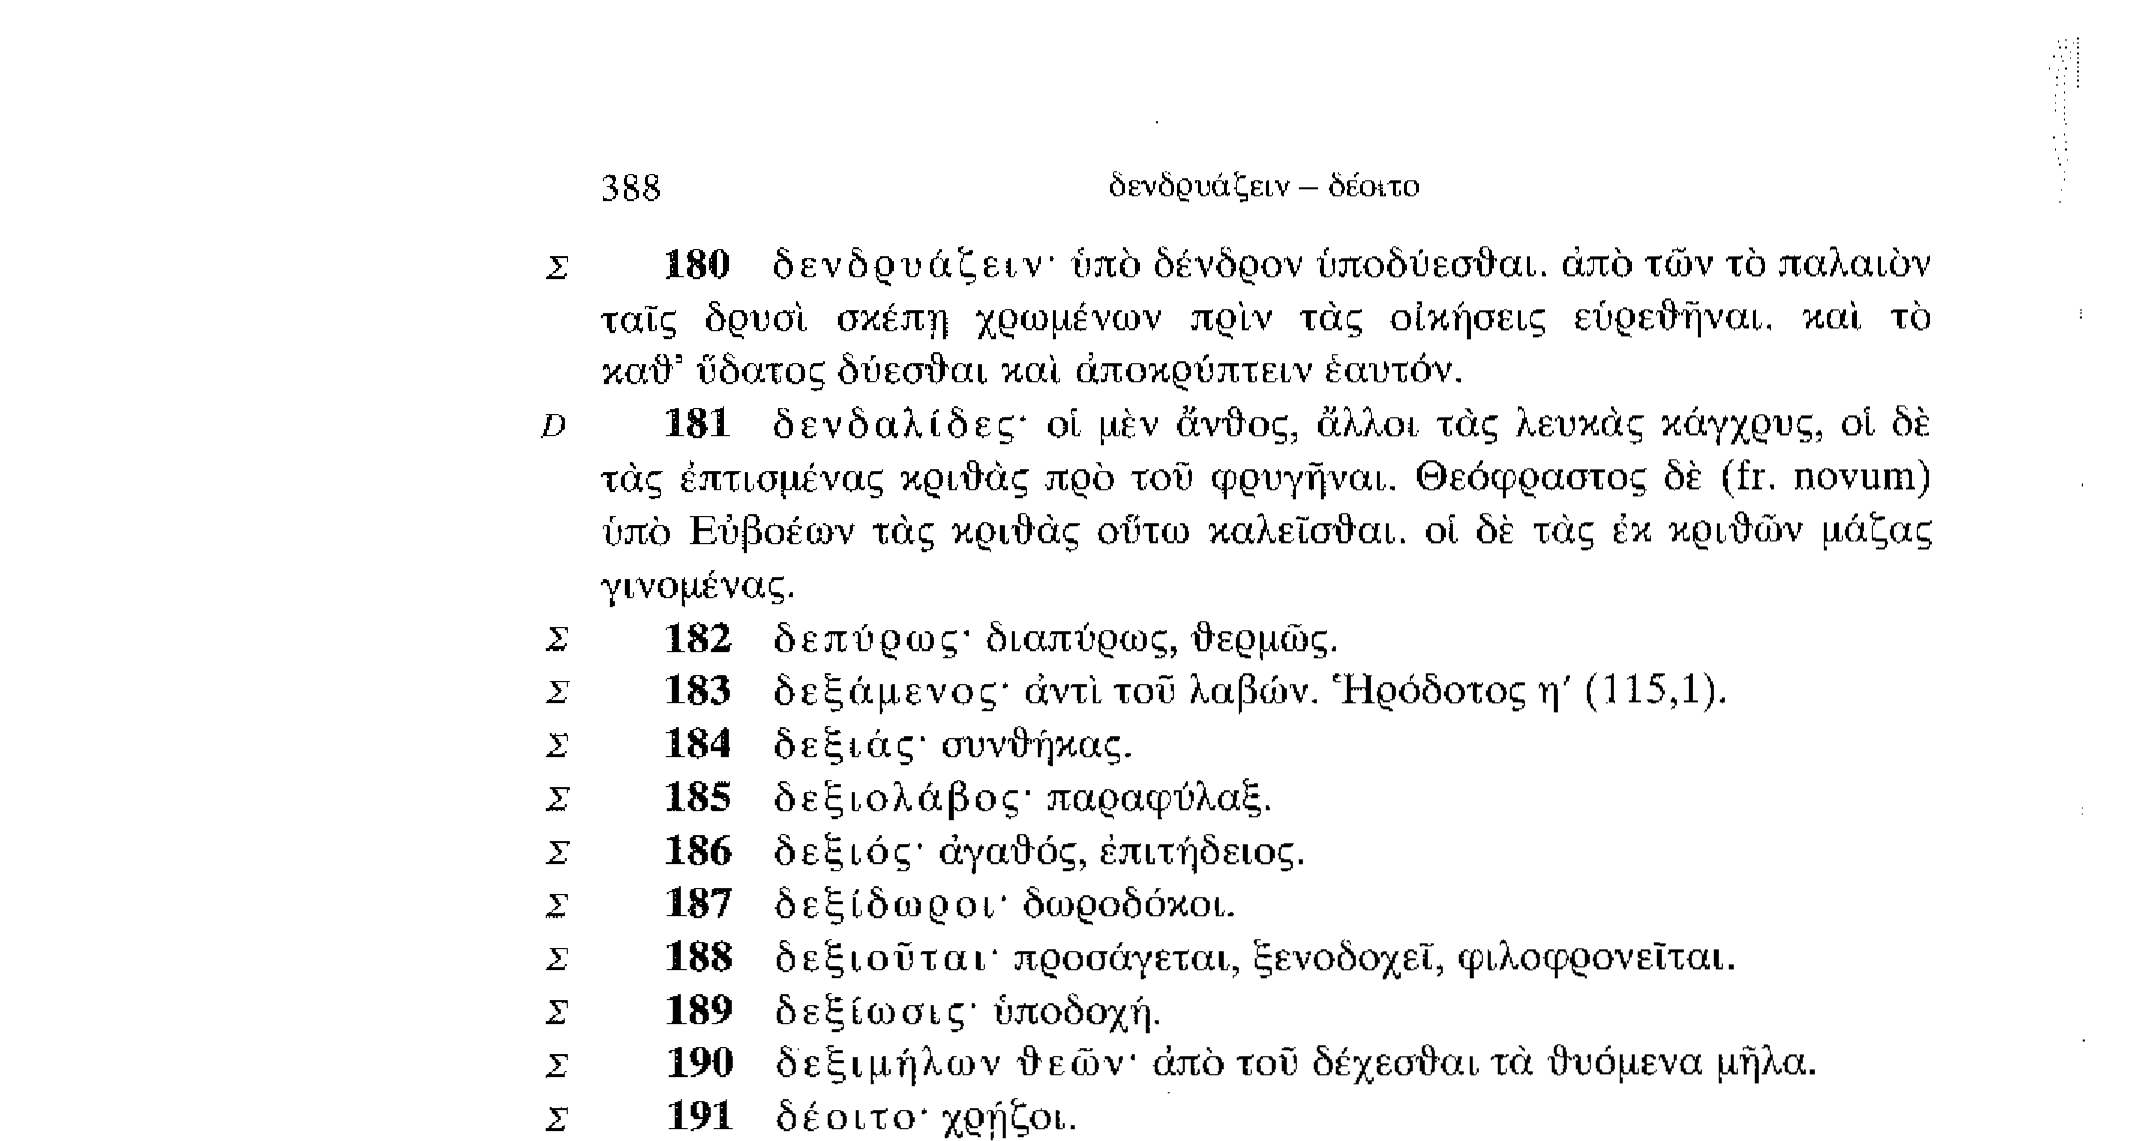 388 δενδρυάζειν – δέοιτο
Σ 180 δενδρυάζειν· ὑπὸ δένδρον ὑποδύεσθαι. ἀπὸ τῶν τὸ παλαιὸν
ταῖς δρυσὶ σκέπῃ χρωμένων πρὶν τὰς οἰκήσεις εὑρεθῆναι. καὶ τὸ
καθ’ ὕδατος δύεσθαι καὶ ἀποκρύπτειν ἑαυτόν.
D 181 δενδαλίδες· οἱ μὲν ἄνθος, ἄλλοι τὰς λευκὰς κάγχρυς, οἱ δὲ
τὰς ἐπτισμένας κριθὰς πρὸ τοῦ φρυγῆναι. Θεόφραστος δὲ (fr. novum)
ὑπὸ Εὐβοέων τὰς κριθὰς οὕτω καλεῖσθαι. οἱ δὲ τὰς ἐκ κριθῶν μάζας
γινομένας.
Σ 182 δεπύρως· διαπύρως, θερμῶς.
Σ 183 δεξάμενος· ἀντὶ τοῦ λαβών. Ἡρόδοτος η′ (115,1).
Σ 184 δεξιάς· συνθήκας.
Σ 185 δεξιολάβος· παραφύλαξ.
Σ 186 δεξιός· ἀγαθός, ἐπιτήδειος.
Σ 187 δεξίδωροι· δωροδόκοι.
Σ 188 δεξιοῦται· προσάγεται, ξενοδοχεῖ, φιλοφρονεῖται.
Σ 189 δεξίωσις· ὑποδοχή.
Σ 190 δεξιμήλων θεῶν· ἀπὸ τοῦ δέχεσθαι τὰ θυόμενα μῆλα.
Σ 191 δέοιτο· χρῄζοι.